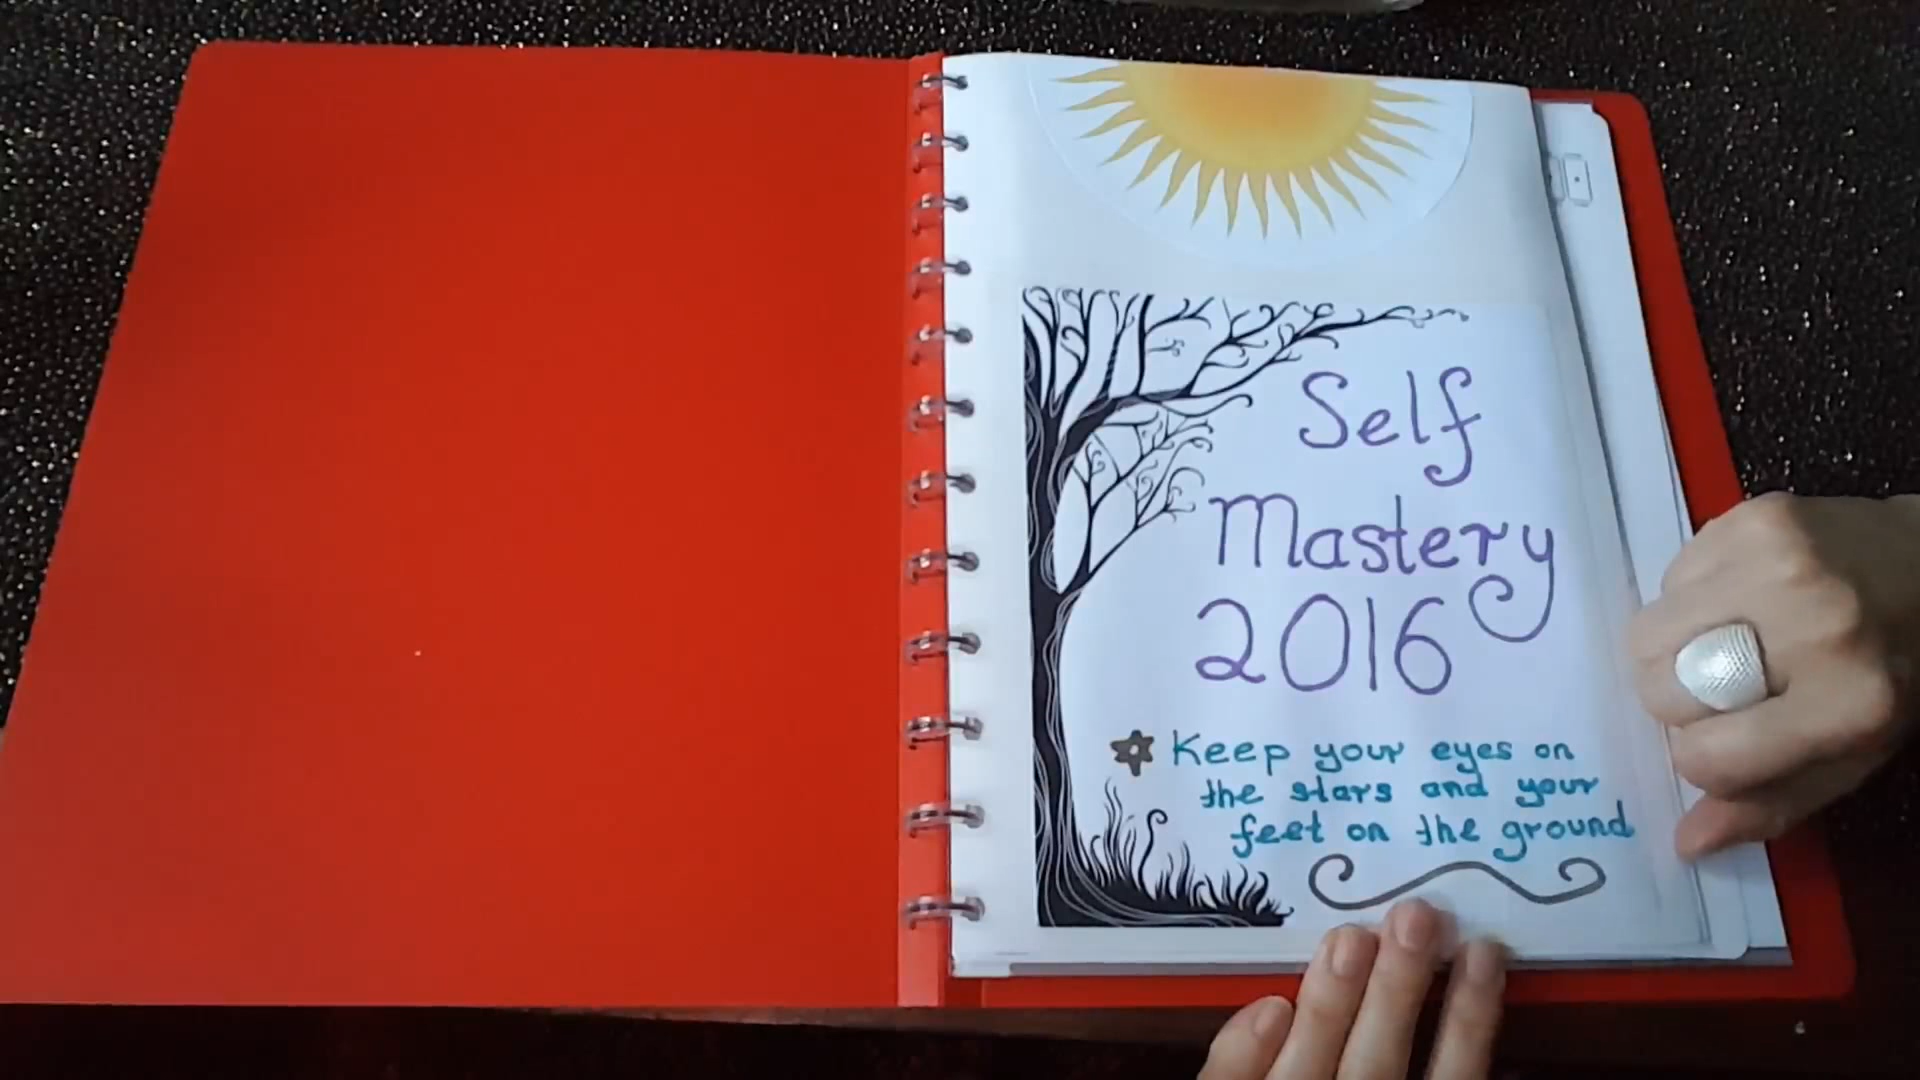 Self
Mastery
2016
Keep your eyes on
the stars and your
feet on the ground